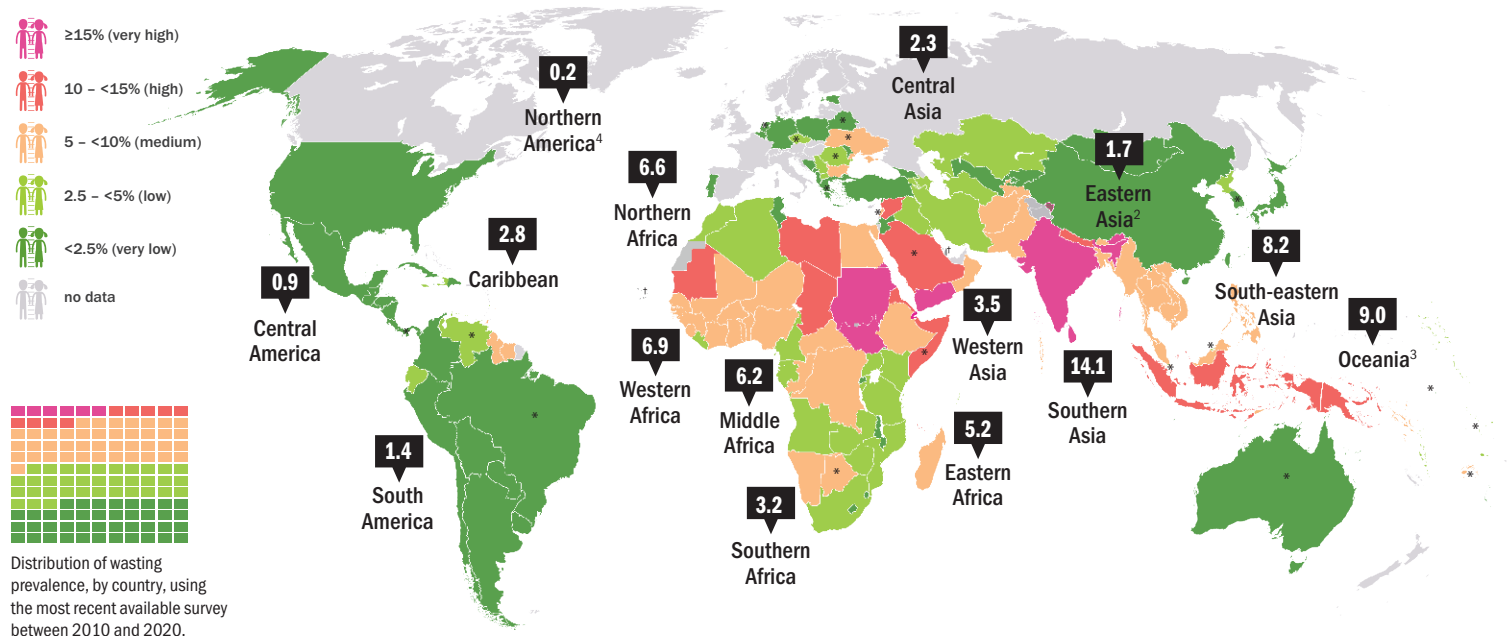 ≥15% (very high)
10 – <15% (high)
5 – <10% (medium)
2.5 – <5% (low)
<2.5% (very low)
no data
0.2
Northern
America4
2.3
Central
Asia
1.7
Eastern
Asia2
6.6
Northern
Africa
2.8
Caribbean
0.9
Central
America
8.2
South-eastern
Asia
9.0
Oceania3
3.5
Western
Asia
14.1
Southern
Asia
6.9
Western
Africa
6.2
Middle
Africa
5.2
Eastern
Africa
1.4
South
America
3.2
Southern
Africa
Distribution of wasting
prevalence, by country, using
the most recent available survey
between 2010 and 2020.